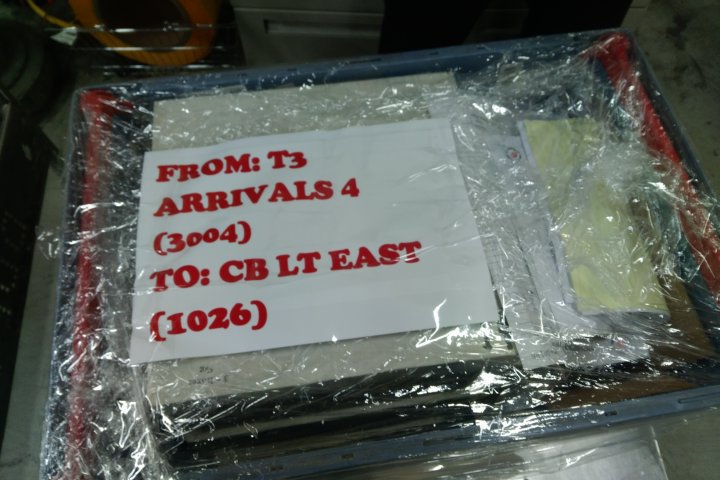 FROM: T3
ARRIVALS 4
(3004)
TO: CB LT EAST
(1026)